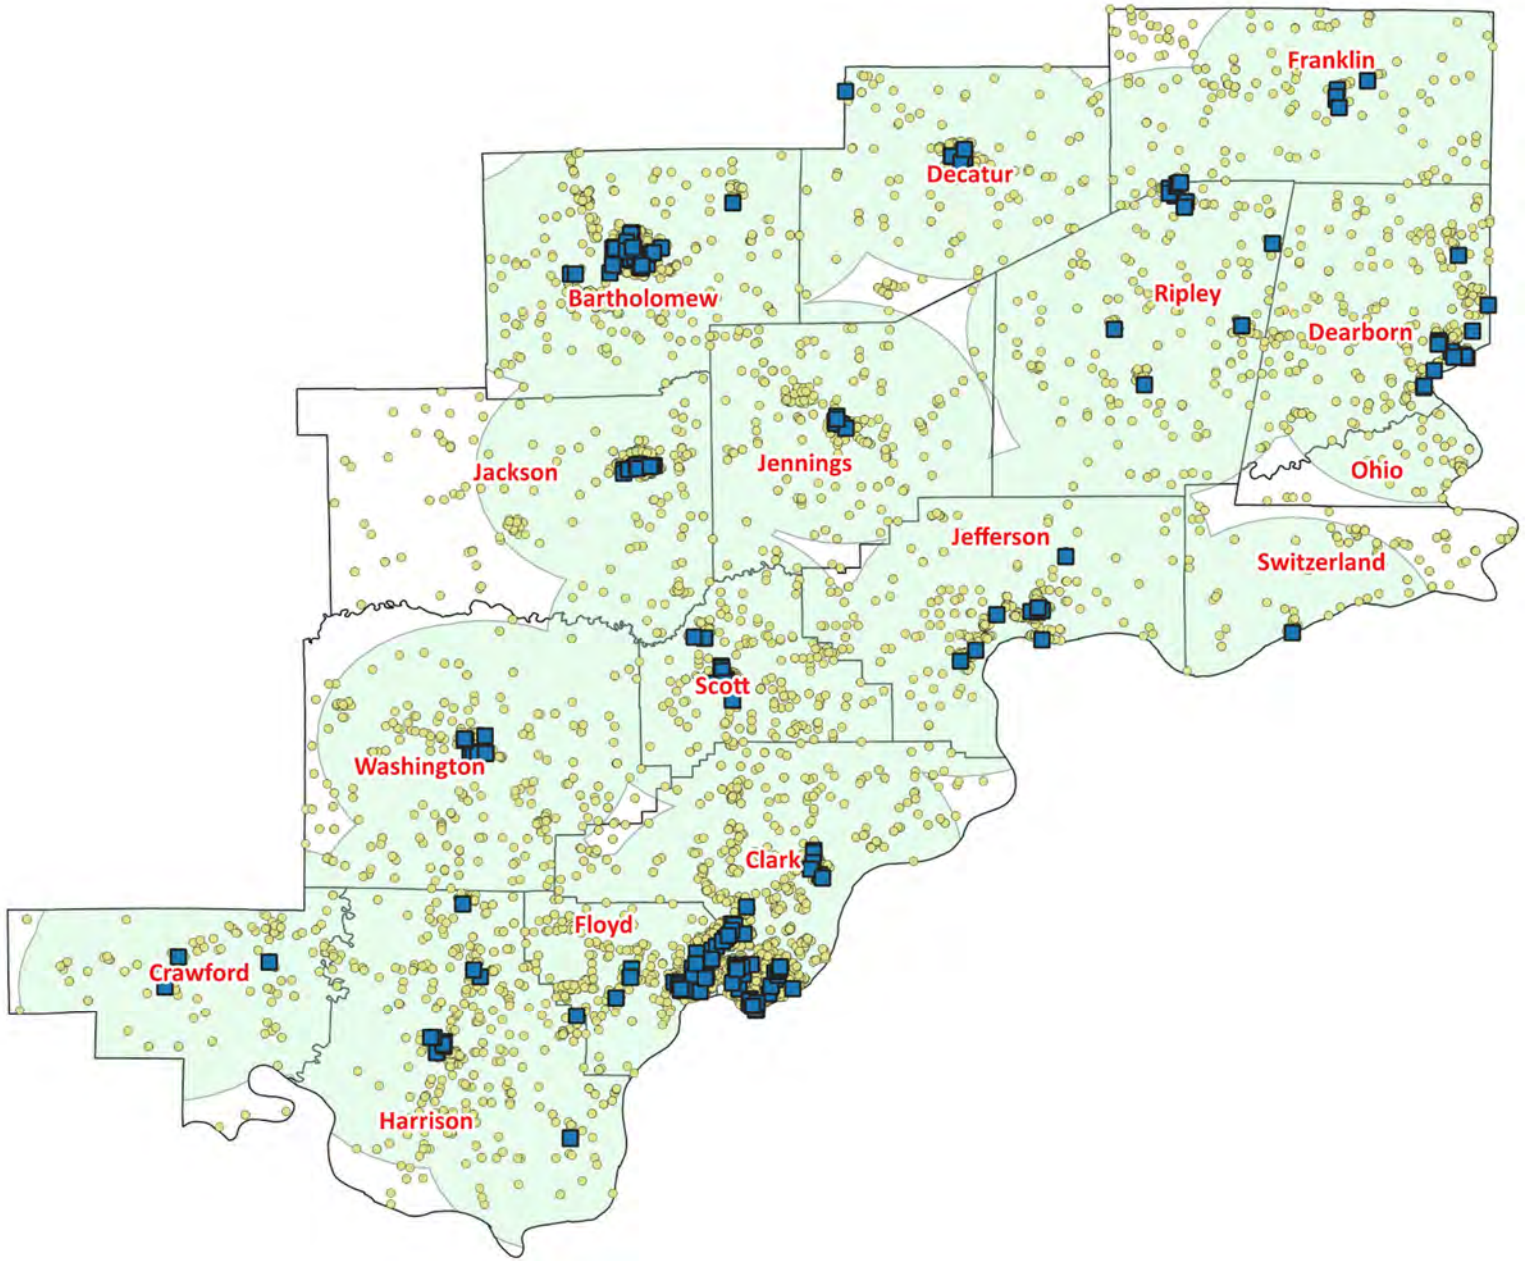 Franklin
Decatur
Bartholomew
Ripley
Dearborn
Jackson
Jennings
Ohio
Jefferson
Switzerland
Scott
Washington
Clark
Floyd
Crawford
Harrison